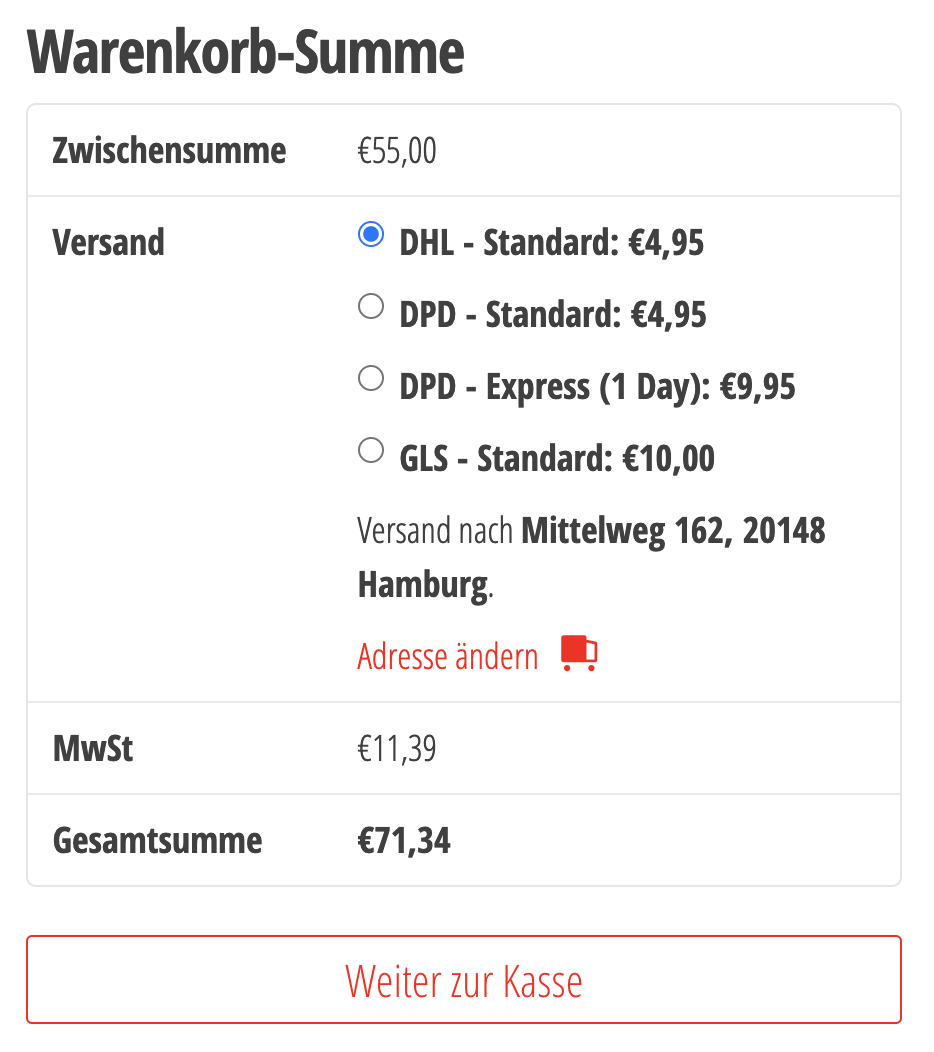 Warenkorb-Summe
Zwischensumme €55,00
Versand DHL - Standard: €4,95
DPD - Standard: €4,95
DPD - Express (1 Day): €9,95
GLS - Standard: €10,00
Versand nach Mittelweg 162, 20148
Hamburg.
Adresse ändern
MwSt €11,39
Gesamtsumme €71,34
Weiter zur Kasse